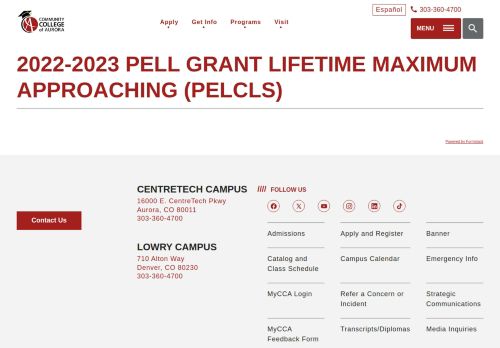 COMMUNITY
COLLEGE
of AURORA
Apply
Get Info
Programs
Visit
Español
303-360-4700
MENU
2022-2023 PELL GRANT LIFETIME MAXIMUM
APPROACHING (PELCLS)
Powered by Formstack
Contact Us
CENTRETECH CAMPUS
16000 E. CentreTech Pkwy
Aurora, CO 80011
303-360-4700
LOWRY CAMPUS
710 Alton Way
Denver, CO 80230
303-360-4700
//// FOLLOW US
Admissions
Apply and Register
Banner
Catalog and
Class Schedule
Campus Calendar
Emergency Info
MyCCA Login
Refer a Concern or
Incident
Strategic
Communications
MyCCA
Feedback Form
Transcripts/Diplomas
Media Inquiries